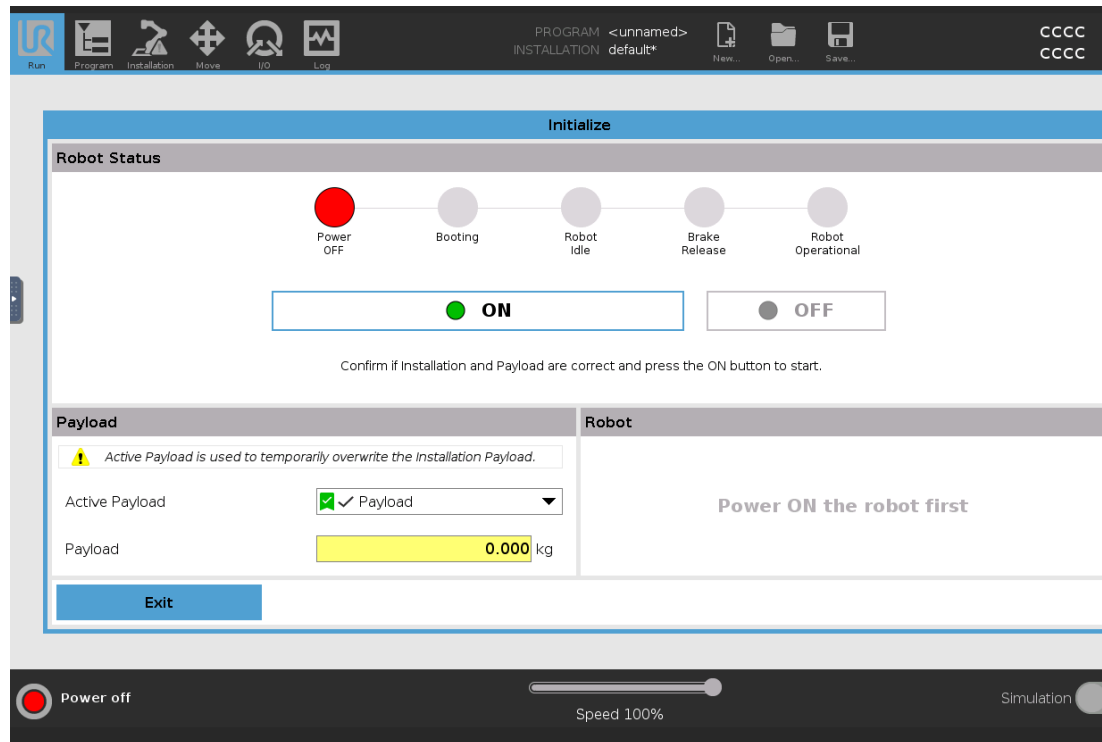 PROGRAM <unnamed>
INSTALLATION default*
CCCC
CCCC
UR
Run
Program
Installation
Move
I/O
Log
New...
Open...
Save...
Initialize
Robot Status
Power
OFF
Booting
Robot
Idle
Brake
Release
Robot
Operational
ON
OFF
Confirm if Installation and Payload are correct and press the ON button to start.
Payload
Robot
Active Payload is used to temporarily overwrite the Installation Payload.
Active Payload
Payload
Power ON the robot first
Payload
0.000 kg
Exit
Power off
Speed 100%
Simulation